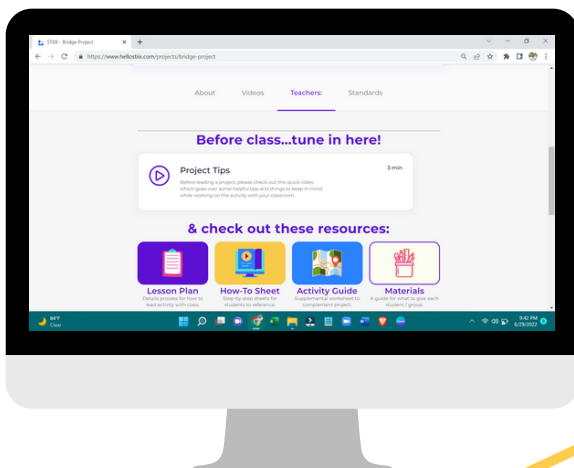 STIIX - Bridge Project
https://www.hellostiix.com/projects/bridge-project
About Videos Teachers: Standards
Before class...tune in here!
Project Tips
3 min
Before leading a project, please check out this quick video
which goes over some helpful tips and things to keep in mind
while working on the activity with your classroom.
& check out these resources:
Lesson Plan How-To Sheet Activity Guide Materials
Details process for how to Step-by-step sheets for Supplemental worksheet to A guide for what to give each
lead activity with class. students to reference. complement project. student / group.
84°F
Clear
9:42 PM
6/29/2022